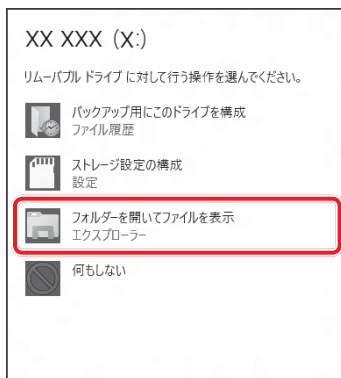 XX XXX (X:)
リムーバブル ドライブ に対して行う操作を選んでください。
バックアップ用にこのドライブを構成
ファイル履歴
ストレージ設定の構成
設定
フォルダーを開いてファイルを表示
エクスプローラー
何もしない